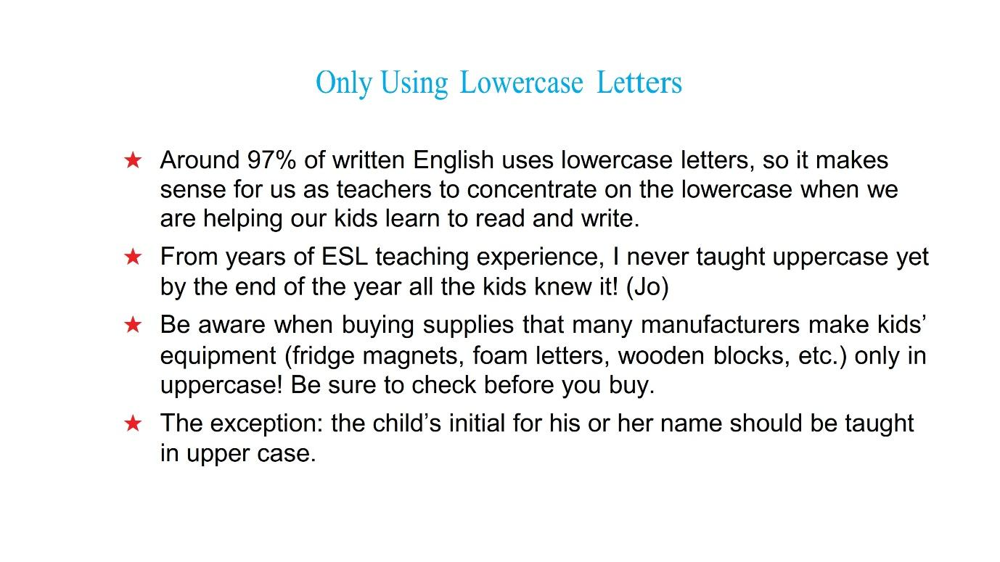 Only Using Lowercase Letters
★ Around 97% of written English uses lowercase letters, so it makes
sense for us as teachers to concentrate on the lowercase when we
are helping our kids learn to read and write.
★ From years of ESL teaching experience, I never taught uppercase yet
by the end of the year all the kids knew it! (Jo)
★ Be aware when buying supplies that many manufacturers make kids’
equipment (fridge magnets, foam letters, wooden blocks, etc.) only in
uppercase! Be sure to check before you buy.
★ The exception: the child’s initial for his or her name should be taught
in upper case.